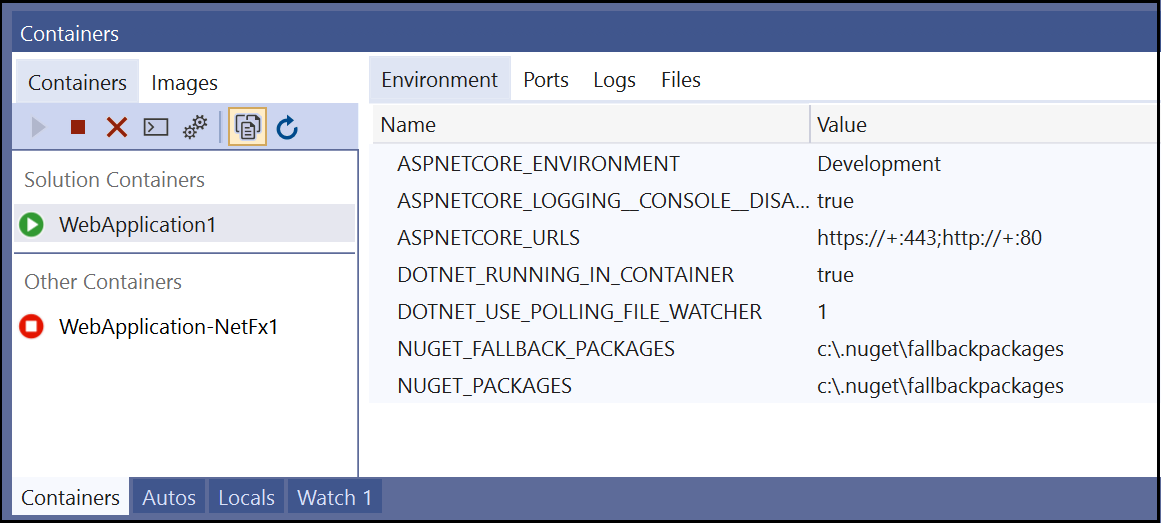 Containers
Containers Images
Environment Ports Logs Files
Name Value
Solution Containers
WebApplication1
Other Containers
WebApplication-NetFx1
ASPNETCORE_ENVIRONMENT Development
ASPNETCORE_LOGGING__CONSOLE__DISA... true
ASPNETCORE_URLS https://+:443;http://+:80
DOTNET_RUNNING_IN_CONTAINER true
DOTNET_USE_POLLING_FILE_WATCHER 1
NUGET_FALLBACK_PACKAGES c:\.nuget\fallbackpackages
NUGET_PACKAGES c:\.nuget\fallbackpackages
Containers Autos Locals Watch 1